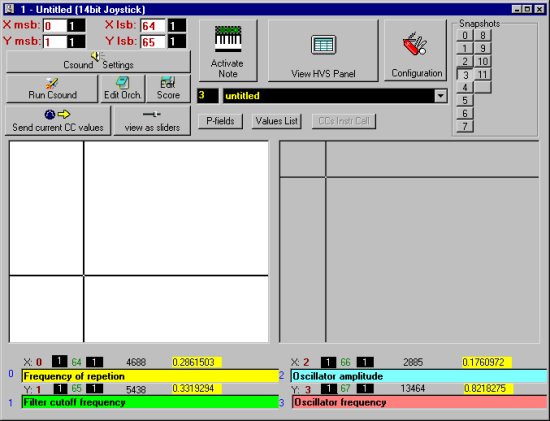 1 - Untitled (14bit Joystick)
X msb: 0 1 X lsb: 64 1
Y msb: 1 1 Y lsb: 65 1
Csound Settings
Run Csound
Edit Orch.
Edit Score
Send current CC values
view as sliders
Activate Note
View HVS Panel
Configuration
3 untitled
P-fields
Values List
CCs Instr Call
Snapshots
0 8
1 9
2 10
3 11
4
5
6
7
X: 0 1 64 1 4688 0.2861503
0 Frequency of repetion
Y: 1 1 65 1 5438 0.3319294
1 Filter cutoff frequency
X: 2 1 66 1 2885 0.1760972
2 Oscillator amplitude
Y: 3 1 67 1 13464 0.8218275
3 Oscillator frequency